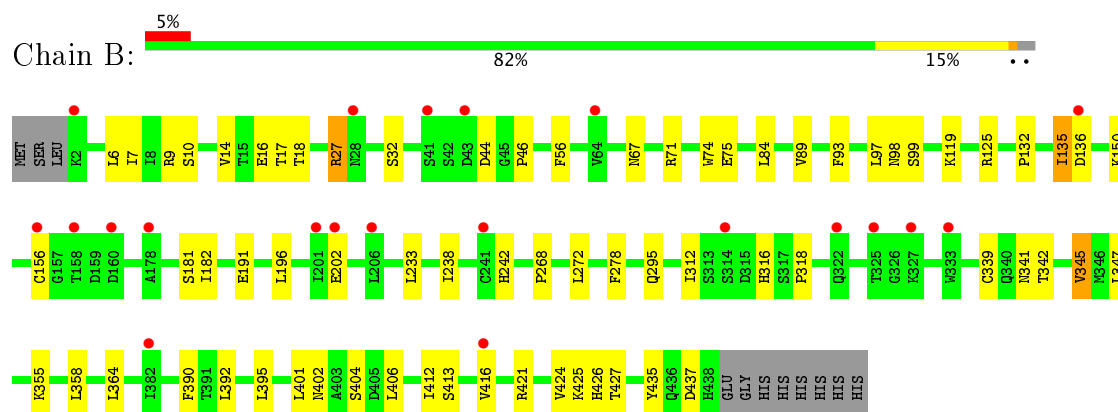 5%
Chain B:
82% 15% ••
MET SER LEU K2 L6 I7 I8 R9 S10 V14 T15 E16 T17 T18 R27 N28 S32 S41 S42 D43 D44 G45 P46 F56 V64 N67 R71 W74 E75 L84 V89 F93 L97 N98 S99 K119 R125 P132 I135 D136
C156 G157 T158 D159 D160 A178 S181 I182 E191 L196 I201 E202 L206 L233 I238 C241 H242 P268 L272 F278 Q295 I312 S313 S314 D315 H316 S317 P318 Q322 T325 G326 K327 W333 C339 Q340 N341 T342 V345 M346
K355 L358 L364 I382 F390 T391 L392 L395 L401 N402 A403 S404 D405 L406 I412 S413 V416 R421 V424 K425 H426 T427 Y435 Q436 D437 H438 GLU GLY HIS HIS HIS HIS HIS HIS